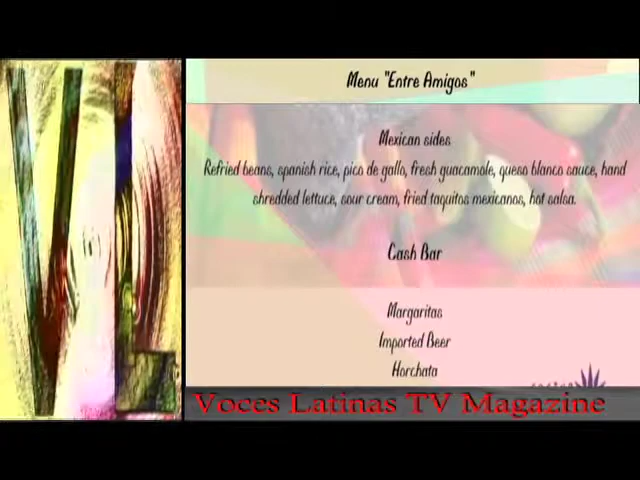 Menu "Entre Amigos"
Mexican sides
Refried beans, spanish rice, pico de gallo, fresh guacamole, queso blanco sauce, hand
shredded lettuce, sour cream, fried taquitos mexicanos, hot salsa.
Cash Bar
Margaritas
Imported Beer
Horchata
VL
Voces Latinas TV Magazine